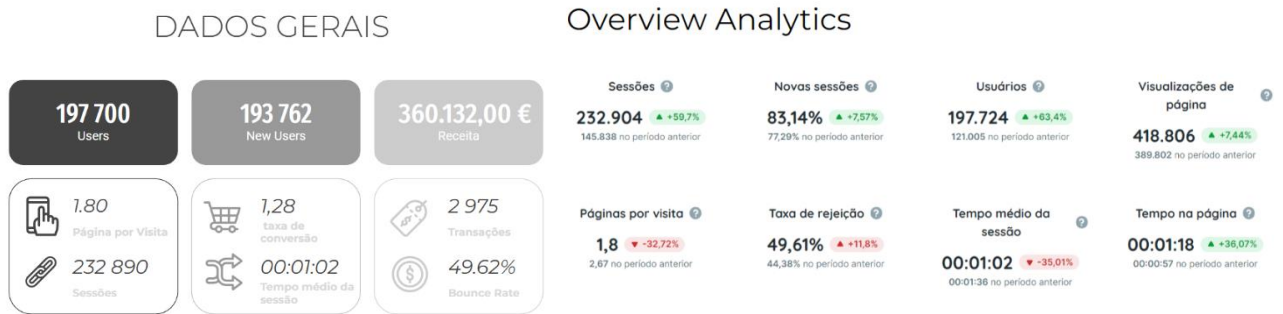 DADOS GERAIS
197 700
Users
193 762
New Users
360.132,00 €
Receita
1.80
Página por Visita
1,28
taxa de
conversão
2 975
Transações
232 890
Sessões
00:01:02
Tempo médio da
sessão
49.62%
Bounce Rate
Overview Analytics
Sessões ?
232.904 ▲ +59,7%
145.838 no período anterior
Novas sessões ?
83,14% ▲ +7,57%
77,29% no período anterior
Usuários ?
197.724 ▲ +63,4%
121.005 no período anterior
Visualizações de
página ?
418.806 ▲ +7,44%
389.802 no período anterior
Páginas por visita ?
1,8 ▼ -32,72%
2,67 no período anterior
Taxa de rejeição ?
49,61% ▲ +11,8%
44,38% no período anterior
Tempo médio da
sessão ?
00:01:02 ▼ -35,01%
00:01:36 no período anterior
Tempo na página ?
00:01:18 ▲ +36,07%
00:00:57 no período anterior